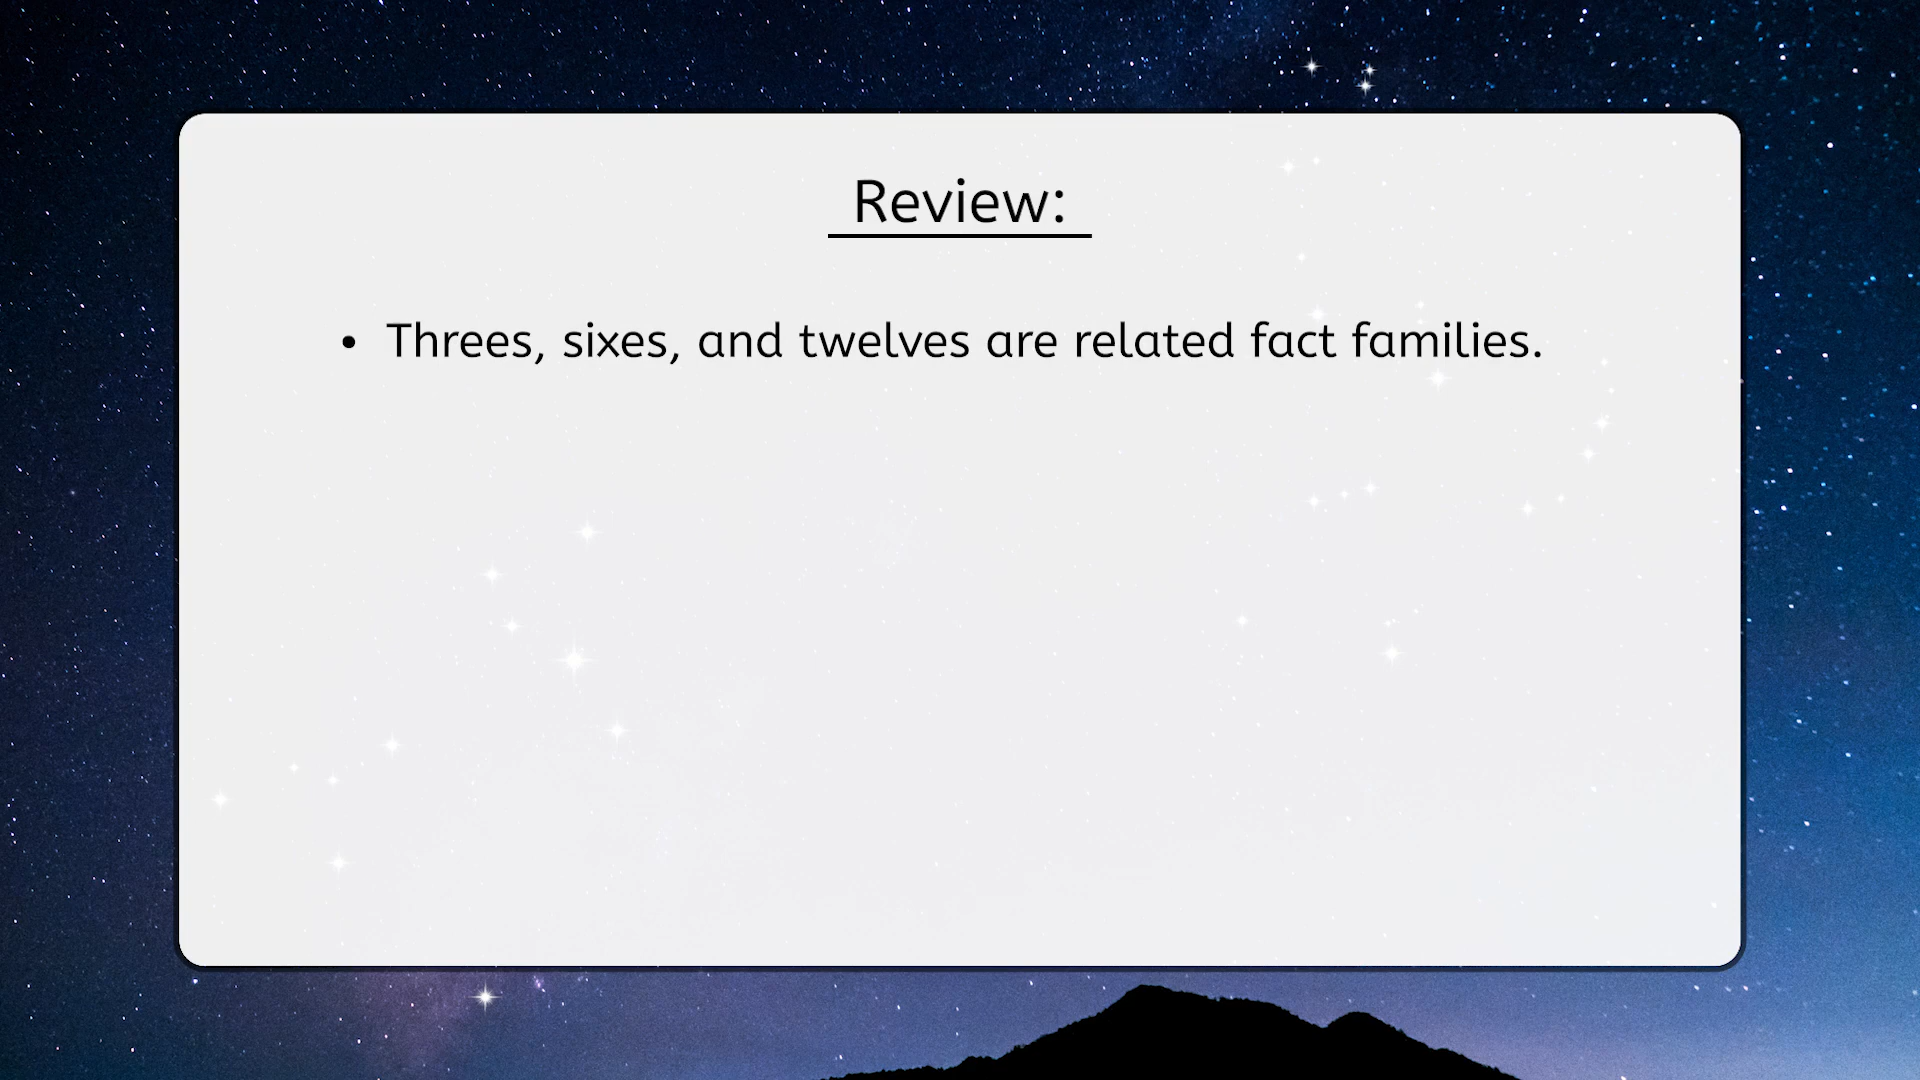 Review:
• Threes, sixes, and twelves are related fact families.